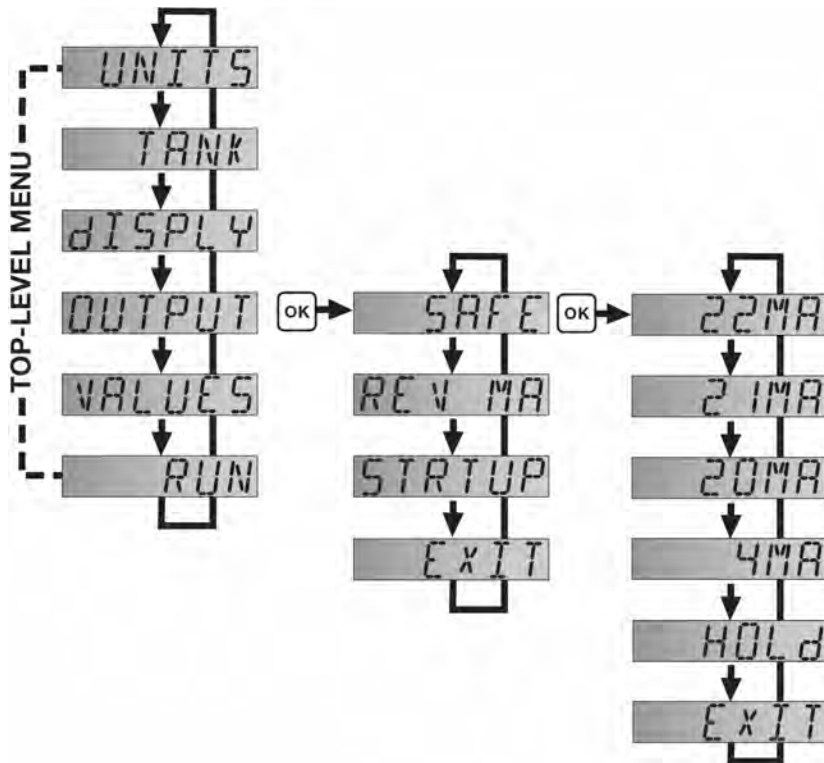 TOP-LEVEL MENU
UNITS
TANK
dISPLY
OUTPUT
VALUES
RUN
OK
SAFE
REV MA
STRTUP
ExIT
OK
22MA
21MA
20MA
4MA
HOLd
ExIT